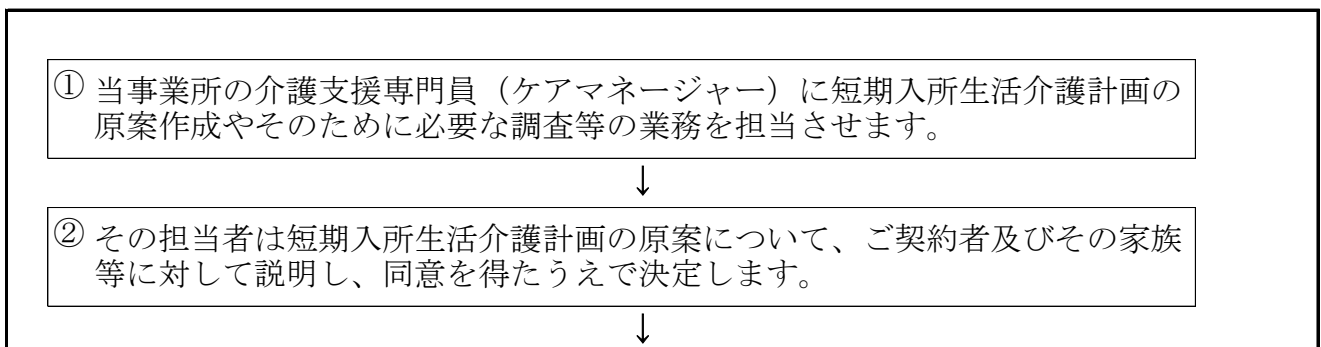 ① 当事業所の介護支援専門員（ケアマネージャー）に短期入所生活介護計画の
原案作成やそのために必要な調査等の業務を担当させます。
↓
② その担当者は短期入所生活介護計画の原案について、ご契約者及びその家族
等に対して説明し、同意を得たうえで決定します。
↓